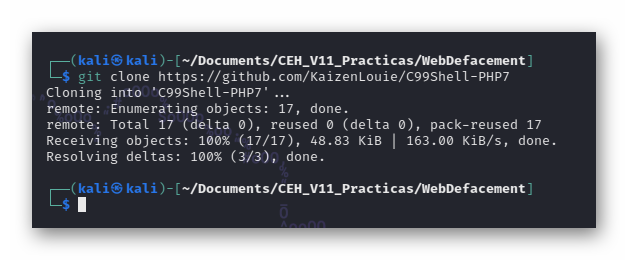 ┌──(kali㉿kali)-[~/Documents/CEH_V11_Practicas/WebDefacement]
└─$ git clone https://github.com/KaizenLouie/C99Shell-PHP7
Cloning into 'C99Shell-PHP7'...
remote: Enumerating objects: 17, done.
remote: Total 17 (delta 0), reused 0 (delta 0), pack-reused 17
Receiving objects: 100% (17/17), 48.83 KiB | 163.00 KiB/s, done.
Resolving deltas: 100% (3/3), done.
┌──(kali㉿kali)-[~/Documents/CEH_V11_Practicas/WebDefacement]
└─$